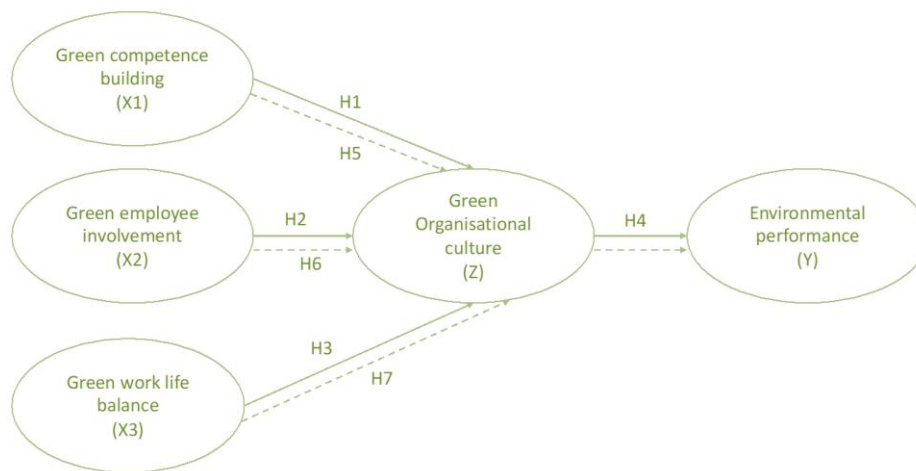 Green competence
building
(X1)
H1
H5
Green employee
involvement
(X2)
H2
H6
Green
Organisational
culture
(Z)
H4
Environmental
performance
(Y)
H3
H7
Green work life
balance
(X3)